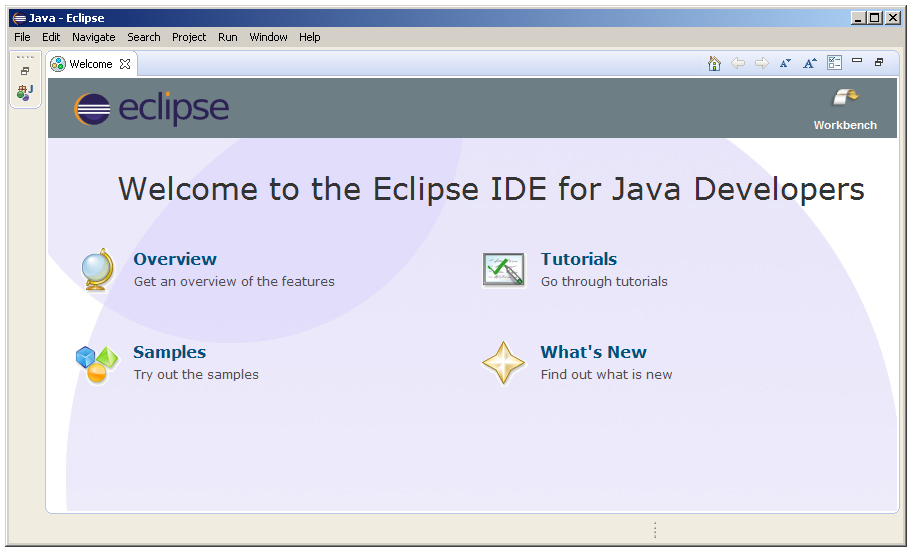 Java - Eclipse
File Edit Navigate Search Project Run Window Help
Welcome
J
A A
eclipse
Workbench
Welcome to the Eclipse IDE for Java Developers
Overview
Get an overview of the features
Tutorials
Go through tutorials
Samples
Try out the samples
What's New
Find out what is new